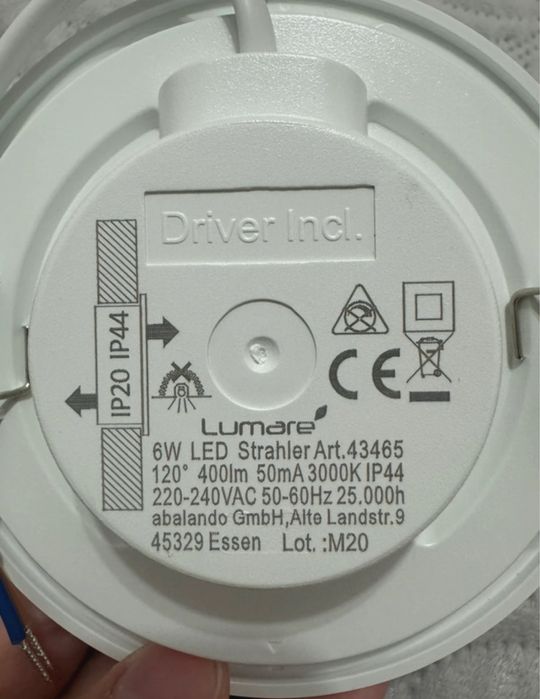 Driver Incl.
IP20 IP44
CE
Lumare
6W LED Strahler Art.43465
120° 400lm 50mA 3000K IP44
220-240VAC 50-60Hz 25.000h
abalando GmbH,Alte Landstr.9
45329 Essen Lot. :M20